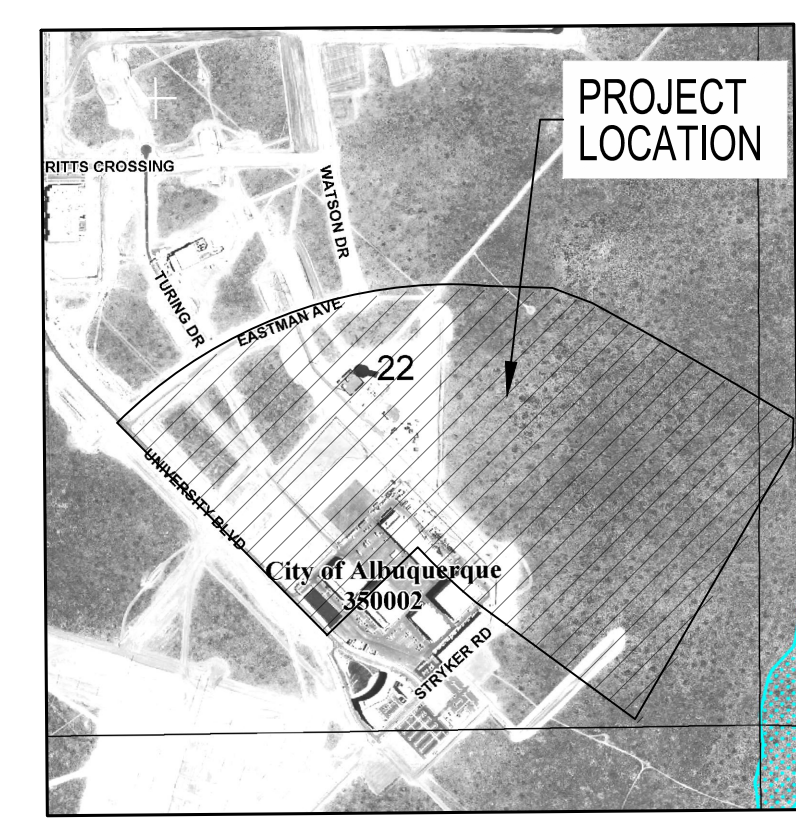 PROJECT
LOCATION
RITTS CROSSING
WATSON DR
TURING DR
EASTMAN AVE
22
UNIVERSITY BLVD
City of Albuquerque
350002
STRYKER RD